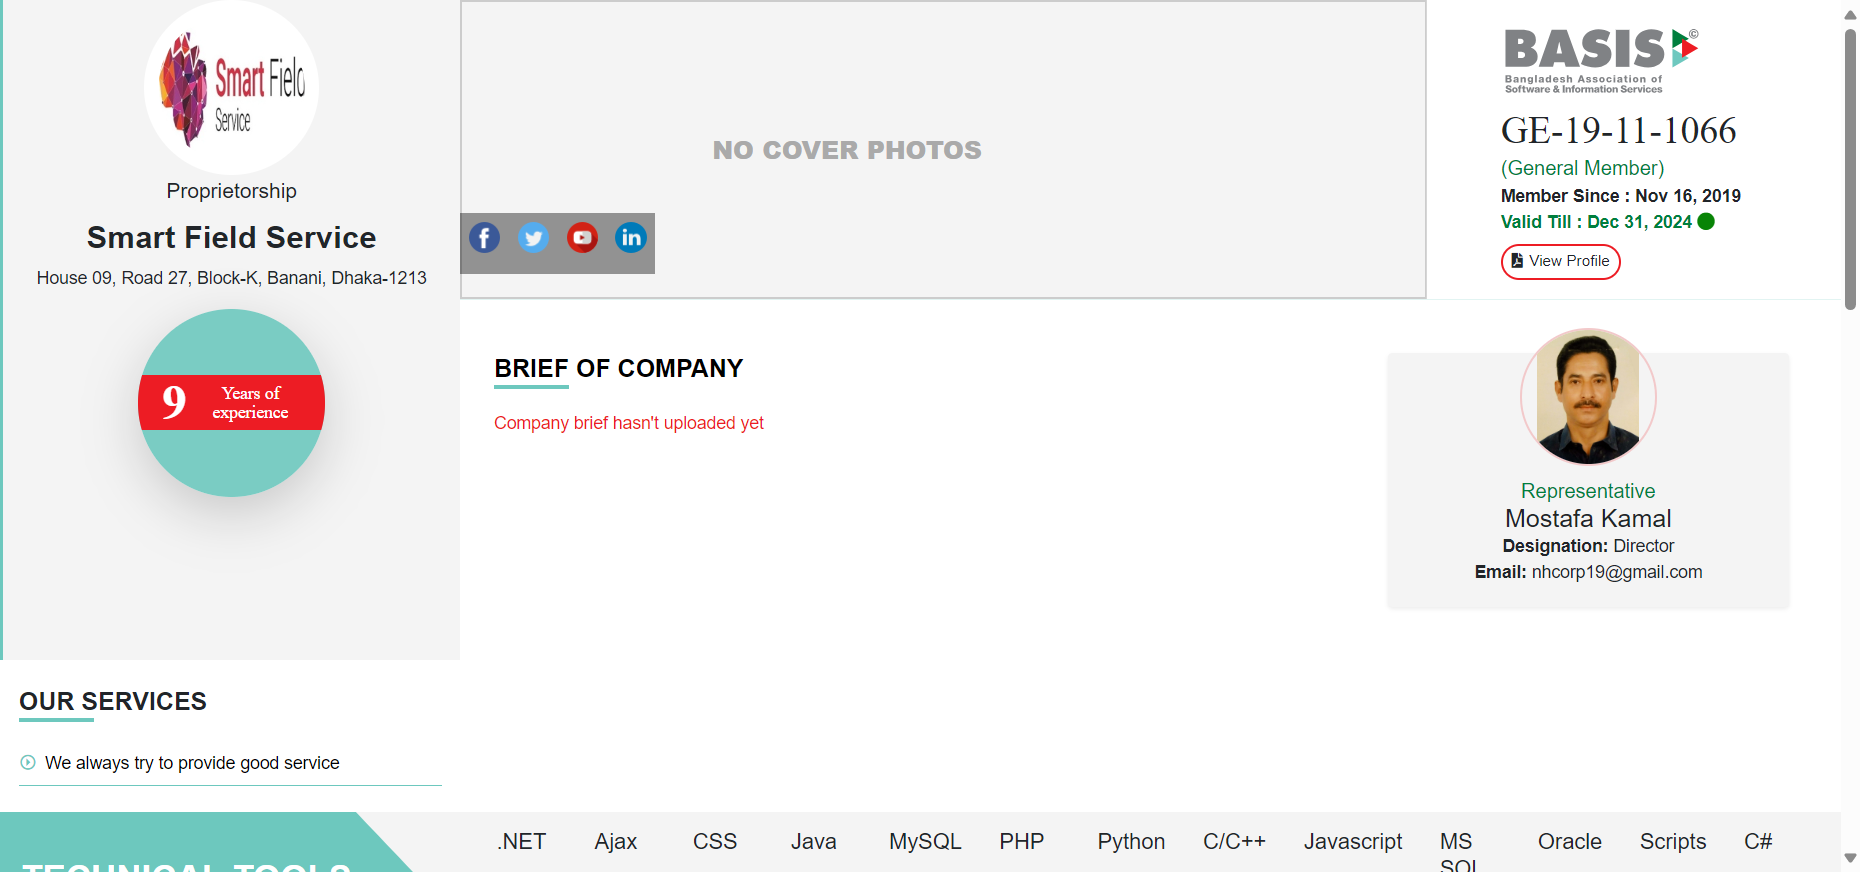 Smart Field
Service
Proprietorship
Smart Field Service
House 09, Road 27, Block-K, Banani, Dhaka-1213
9 Years of
experience
OUR SERVICES
We always try to provide good service
NO COVER PHOTOS
BASIS ©
Bangladesh Association of
Software & Information Services
GE-19-11-1066
(General Member)
Member Since : Nov 16, 2019
Valid Till : Dec 31, 2024
View Profile
BRIEF OF COMPANY
Company brief hasn't uploaded yet
Representative
Mostafa Kamal
Designation: Director
Email: nhcorp19@gmail.com
TECHNICAL TOOLS
.NET Ajax CSS Java MySQL PHP Python C/C++ Javascript MS Oracle Scripts C#
SQL